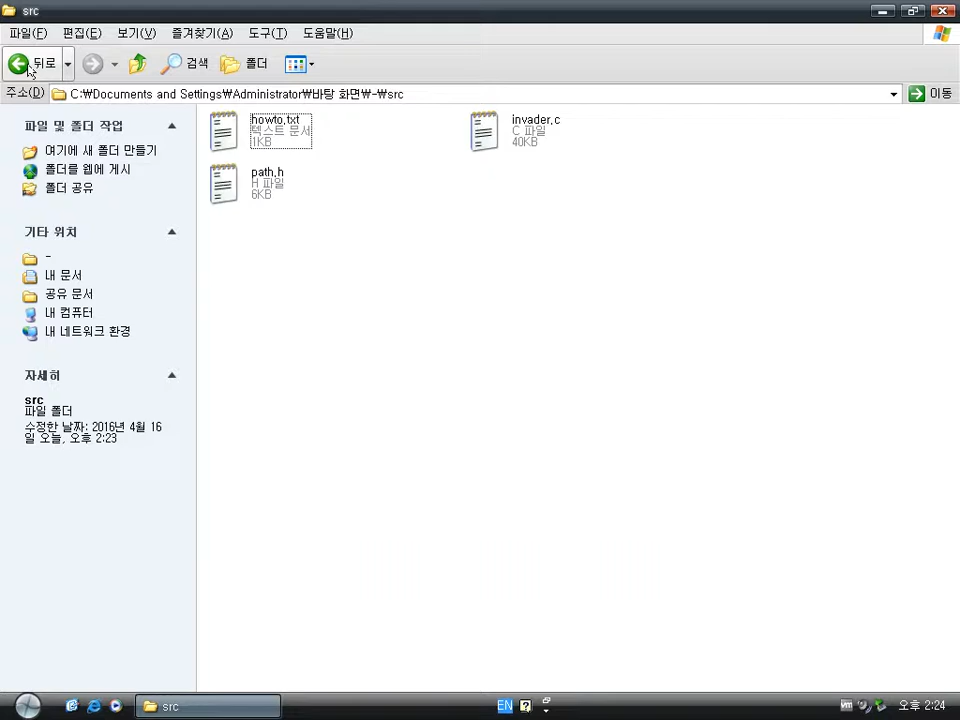 src
파일(F) 편집(E) 보기(V) 즐겨찾기(A) 도구(T) 도움말(H)
뒤로 검색 폴더
주소(D) C:₩Documents and Settings₩Administrator₩바탕 화면₩-₩src 이동
파일 및 폴더 작업
여기에 새 폴더 만들기
폴더를 웹에 게시
폴더 공유
기타 위치
-
내 문서
공유 문서
내 컴퓨터
내 네트워크 환경
자세히
src
파일 폴더
수정한 날짜: 2016년 4월 16
일 오늘, 오후 2:23
howto.txt
텍스트 문서
1KB
invader.c
C 파일
40KB
path.h
H 파일
6KB
src
EN
vm
오후 2:24